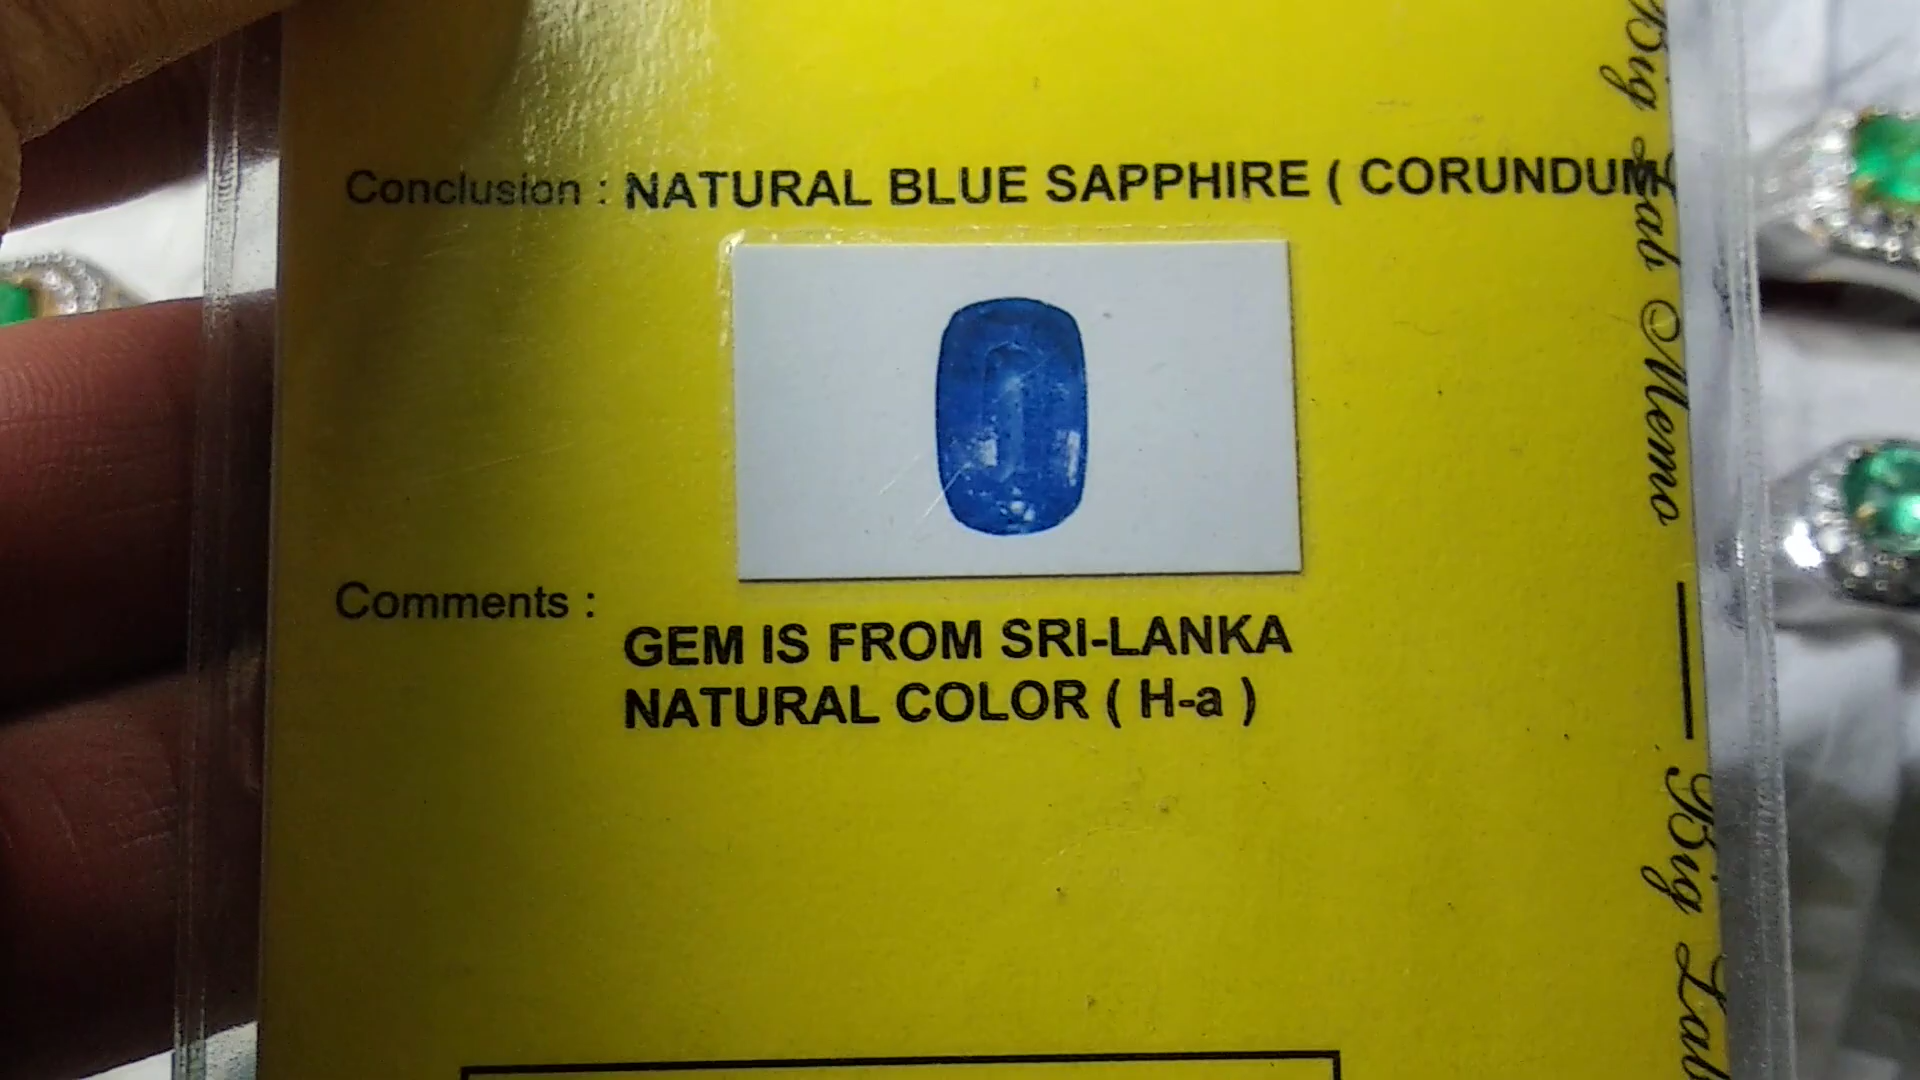 Conclusion : NATURAL BLUE SAPPHIRE ( CORUNDUM
Comments :
GEM IS FROM SRI-LANKA
NATURAL COLOR ( H-a )
Big Lab Memo — Big Lab